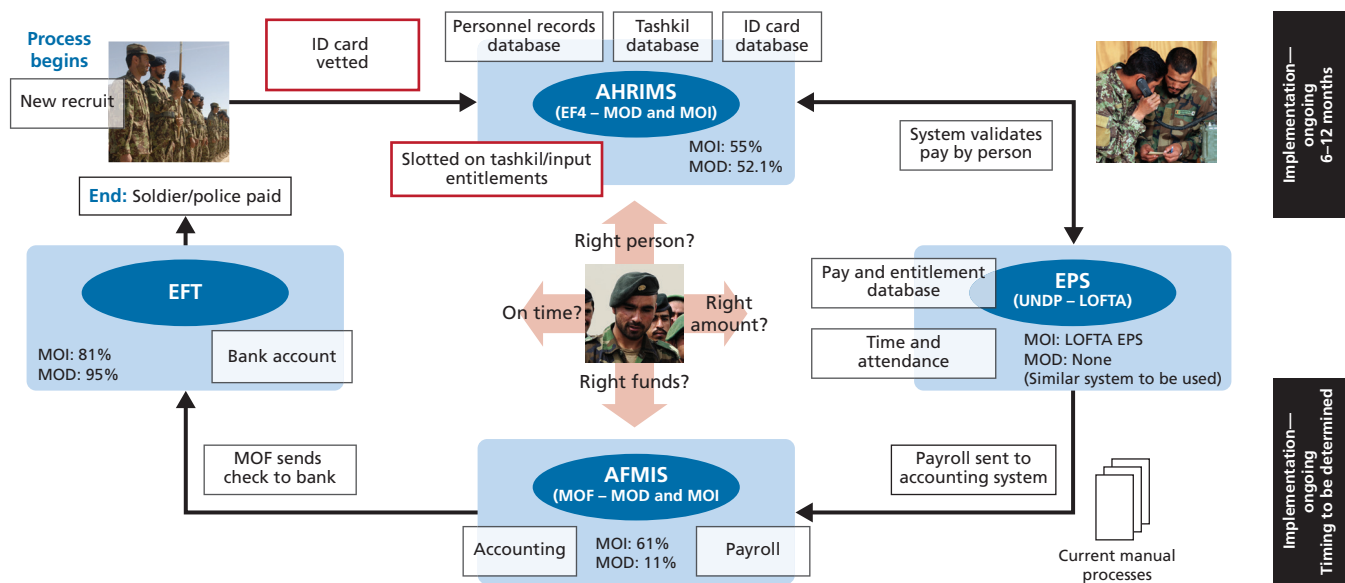 Process
begins
New recruit
ID card
vetted
Personnel records
database
Tashkil
database
ID card
database
AHRIMS
(EF4 – MOD and MOI)
MOI: 55%
MOD: 52.1%
Slotted on tashkil/input
entitlements
System validates
pay by person
Implementation—
ongoing
6–12 months
End: Soldier/police paid
Right person?
On time?
Right
amount?
Right funds?
EFT
MOI: 81%
MOD: 95%
Bank account
Pay and entitlement
database
EPS
(UNDP – LOFTA)
Time and
attendance
MOI: LOFTA EPS
MOD: None
(Similar system to be used)
MOF sends
check to bank
AFMIS
(MOF – MOD and MOI
Accounting
MOI: 61%
MOD: 11%
Payroll
Payroll sent to
accounting system
Current manual
processes
Implementation—
ongoing
Timing to be determined